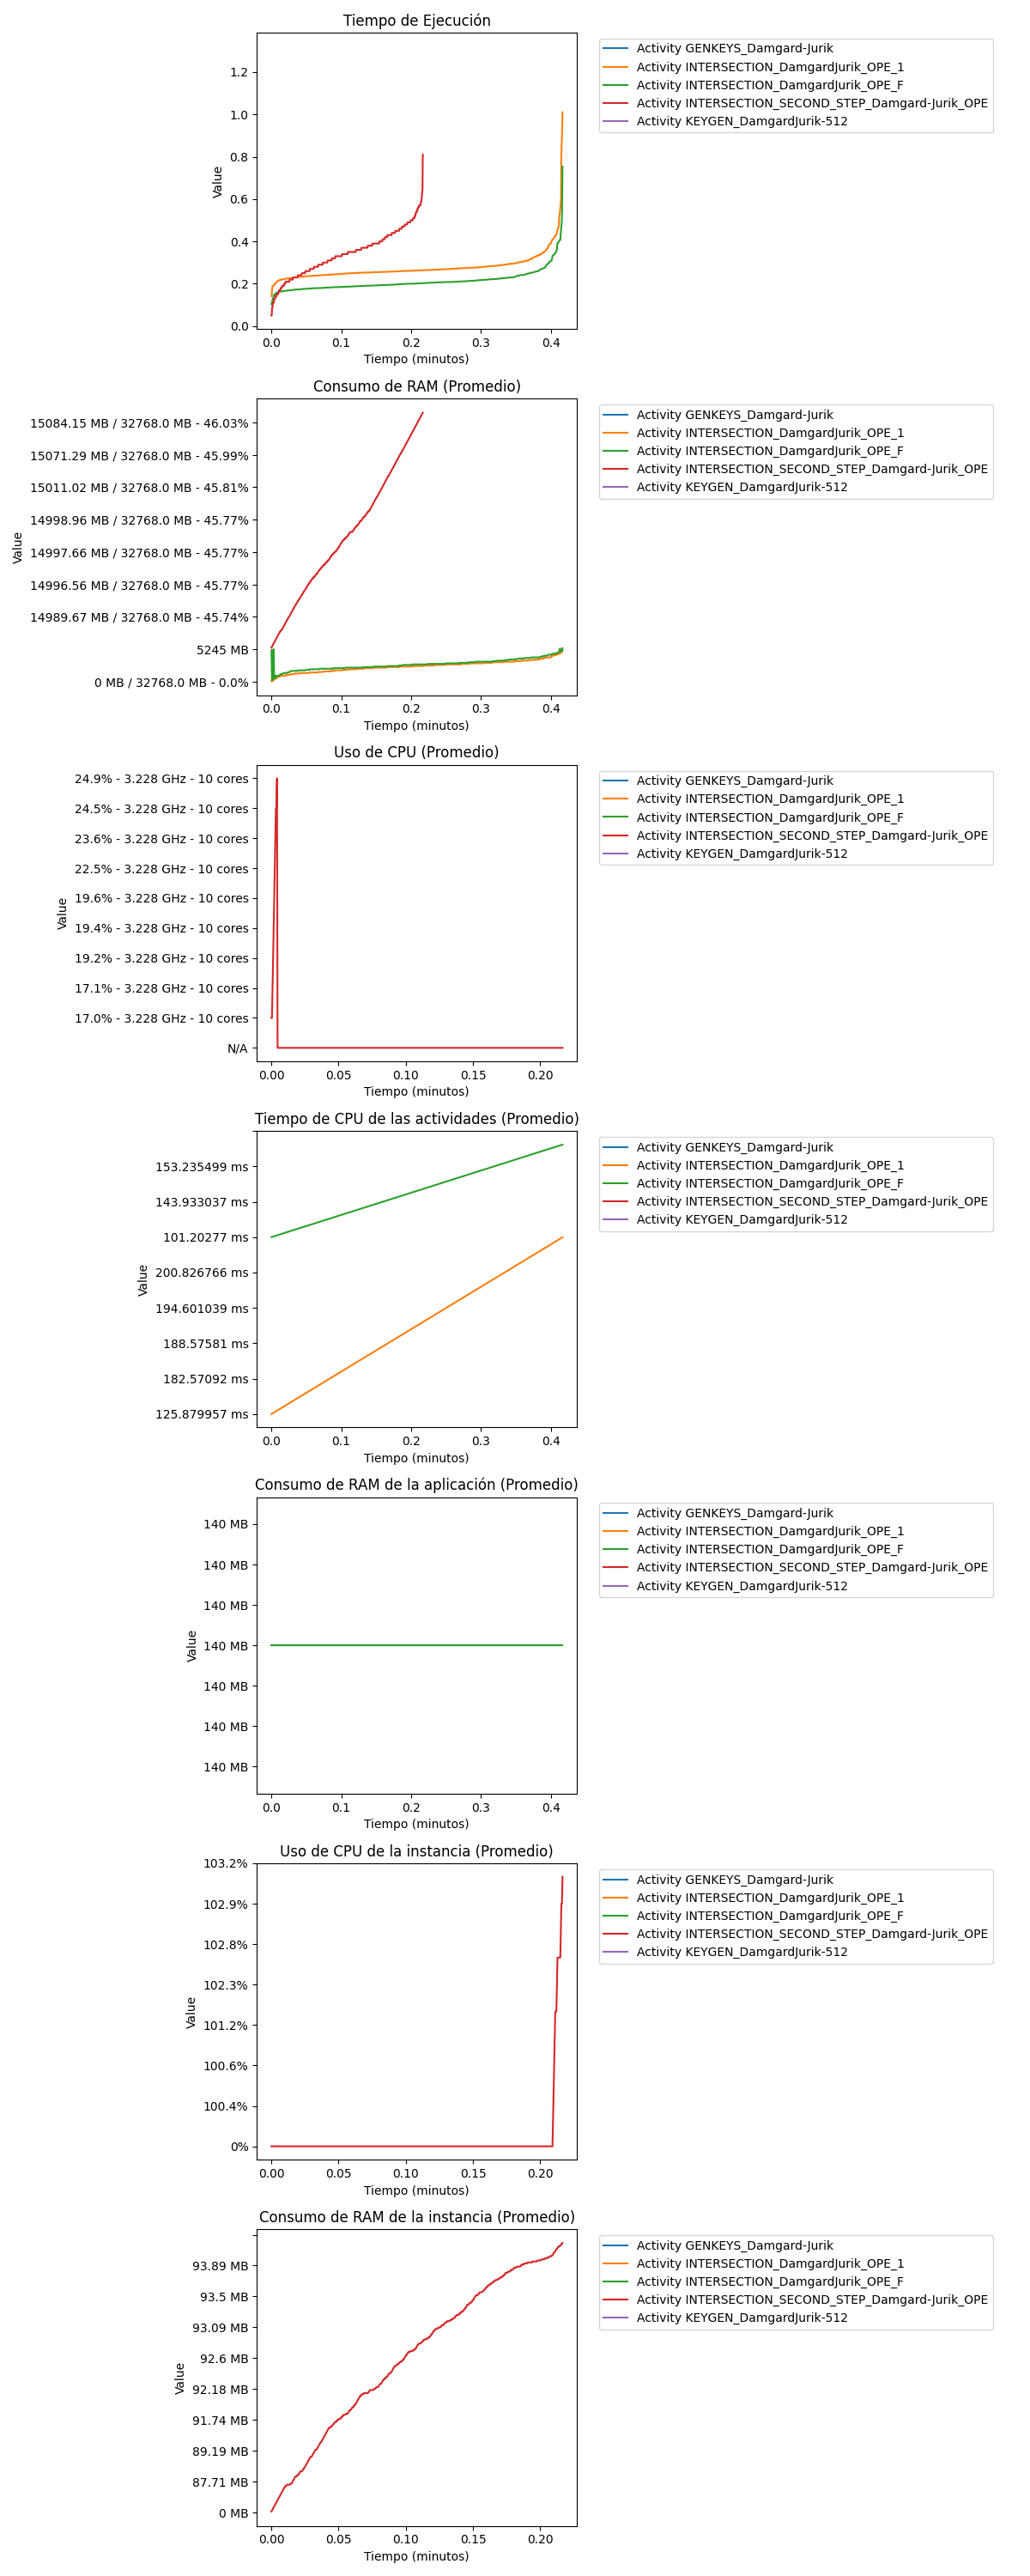 Tiempo de Ejecución
Value
1.2
1.0
0.8
0.6
0.4
0.2
0.0
0.0 0.1 0.2 0.3 0.4
Tiempo (minutos)
Activity GENKEYS_Damgard-Jurik
Activity INTERSECTION_DamgardJurik_OPE_1
Activity INTERSECTION_DamgardJurik_OPE_F
Activity INTERSECTION_SECOND_STEP_Damgard-Jurik_OPE
Activity KEYGEN_DamgardJurik-512
Consumo de RAM (Promedio)
Value
15084.15 MB / 32768.0 MB - 46.03%
15071.29 MB / 32768.0 MB - 45.99%
15011.02 MB / 32768.0 MB - 45.81%
14998.96 MB / 32768.0 MB - 45.77%
14997.66 MB / 32768.0 MB - 45.77%
14996.56 MB / 32768.0 MB - 45.77%
14989.67 MB / 32768.0 MB - 45.74%
5245 MB
0 MB / 32768.0 MB - 0.0%
0.0 0.1 0.2 0.3 0.4
Tiempo (minutos)
Activity GENKEYS_Damgard-Jurik
Activity INTERSECTION_DamgardJurik_OPE_1
Activity INTERSECTION_DamgardJurik_OPE_F
Activity INTERSECTION_SECOND_STEP_Damgard-Jurik_OPE
Activity KEYGEN_DamgardJurik-512
Uso de CPU (Promedio)
Value
24.9% - 3.228 GHz - 10 cores
24.5% - 3.228 GHz - 10 cores
23.6% - 3.228 GHz - 10 cores
22.5% - 3.228 GHz - 10 cores
19.6% - 3.228 GHz - 10 cores
19.4% - 3.228 GHz - 10 cores
19.2% - 3.228 GHz - 10 cores
17.1% - 3.228 GHz - 10 cores
17.0% - 3.228 GHz - 10 cores
N/A
0.00 0.05 0.10 0.15 0.20
Tiempo (minutos)
Activity GENKEYS_Damgard-Jurik
Activity INTERSECTION_DamgardJurik_OPE_1
Activity INTERSECTION_DamgardJurik_OPE_F
Activity INTERSECTION_SECOND_STEP_Damgard-Jurik_OPE
Activity KEYGEN_DamgardJurik-512
Tiempo de CPU de las actividades (Promedio)
Value
153.235499 ms
143.933037 ms
101.20277 ms
200.826766 ms
194.601039 ms
188.57581 ms
182.57092 ms
125.879957 ms
0.0 0.1 0.2 0.3 0.4
Tiempo (minutos)
Activity GENKEYS_Damgard-Jurik
Activity INTERSECTION_DamgardJurik_OPE_1
Activity INTERSECTION_DamgardJurik_OPE_F
Activity INTERSECTION_SECOND_STEP_Damgard-Jurik_OPE
Activity KEYGEN_DamgardJurik-512
Consumo de RAM de la aplicación (Promedio)
Value
140 MB
140 MB
140 MB
140 MB
140 MB
140 MB
140 MB
0.0 0.1 0.2 0.3 0.4
Tiempo (minutos)
Activity GENKEYS_Damgard-Jurik
Activity INTERSECTION_DamgardJurik_OPE_1
Activity INTERSECTION_DamgardJurik_OPE_F
Activity INTERSECTION_SECOND_STEP_Damgard-Jurik_OPE
Activity KEYGEN_DamgardJurik-512
Uso de CPU de la instancia (Promedio)
Value
103.2%
102.9%
102.8%
102.3%
101.2%
100.6%
100.4%
0%
0.00 0.05 0.10 0.15 0.20
Tiempo (minutos)
Activity GENKEYS_Damgard-Jurik
Activity INTERSECTION_DamgardJurik_OPE_1
Activity INTERSECTION_DamgardJurik_OPE_F
Activity INTERSECTION_SECOND_STEP_Damgard-Jurik_OPE
Activity KEYGEN_DamgardJurik-512
Consumo de RAM de la instancia (Promedio)
Value
93.89 MB
93.5 MB
93.09 MB
92.6 MB
92.18 MB
91.74 MB
89.19 MB
87.71 MB
0 MB
0.00 0.05 0.10 0.15 0.20
Tiempo (minutos)
Activity GENKEYS_Damgard-Jurik
Activity INTERSECTION_DamgardJurik_OPE_1
Activity INTERSECTION_DamgardJurik_OPE_F
Activity INTERSECTION_SECOND_STEP_Damgard-Jurik_OPE
Activity KEYGEN_DamgardJurik-512